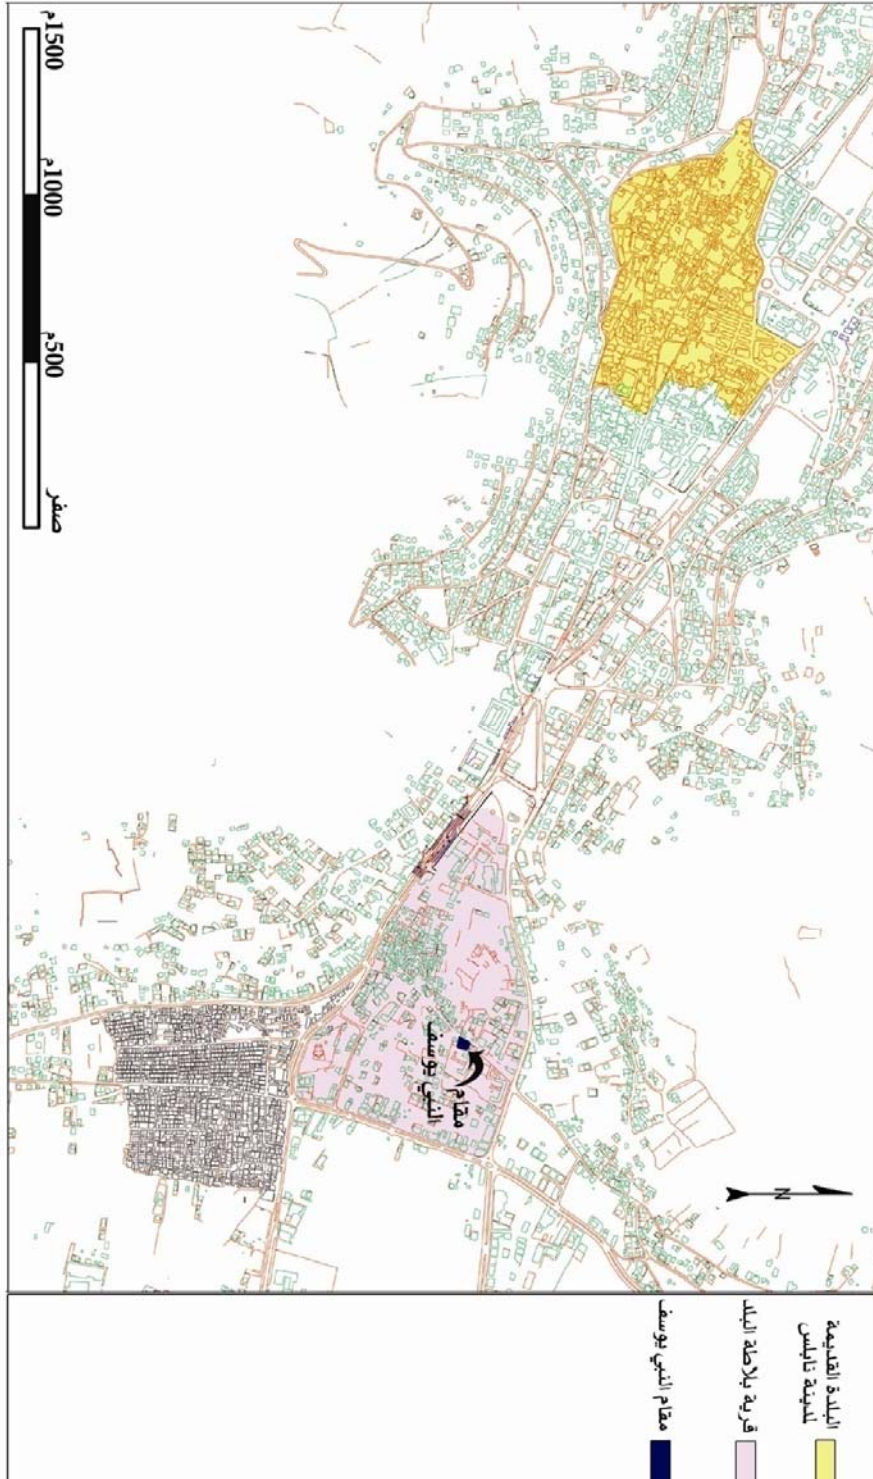 مقام
النبي يوسف
N
البلدة القديمة
لمدينة نابلس
قرية بلاطة البلد
مقام النبي يوسف
صفر
500م
1000م
1500م